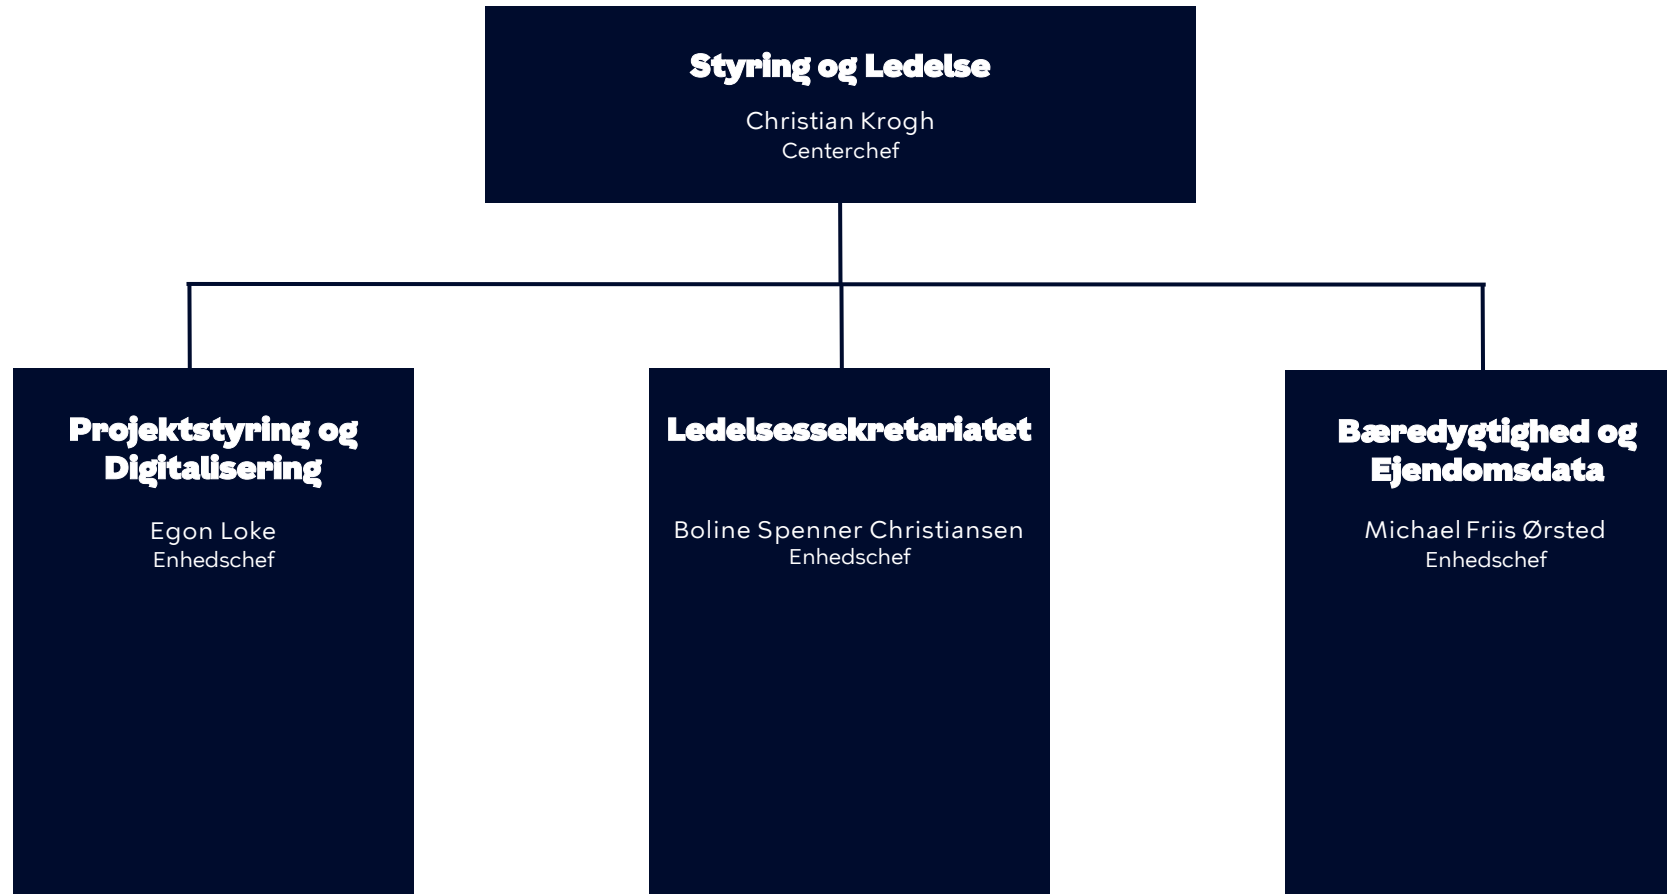 Styring og Ledelse
Christian Krogh
Centerchef
Projektstyring og
Digitalisering
Egon Loke
Enhedschef
Ledelsessekretariatet
Boline Spenner Christiansen
Enhedschef
Bæredygtighed og
Ejendomsdata
Michael Friis Ørsted
Enhedschef